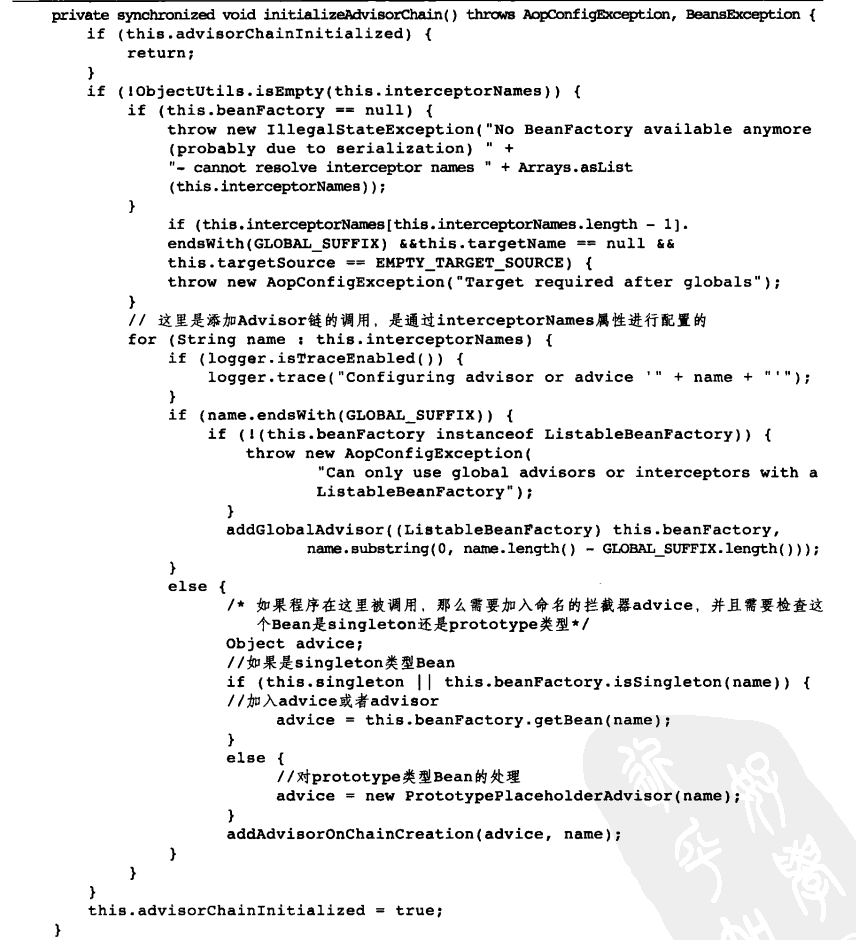 private synchronized void initializeAdvisorChain() throws AopConfigException, BeansException {
if (this.advisorChainInitialized) {
return;
}
if (!ObjectUtils.isEmpty(this.interceptorNames)) {
if (this.beanFactory == null) {
throw new IllegalStateException("No BeanFactory available anymore
(probably due to serialization) " +
"- cannot resolve interceptor names " + Arrays.asList
(this.interceptorNames));
}
if (this.interceptorNames[this.interceptorNames.length - 1].
endsWith(GLOBAL_SUFFIX) &&this.targetName == null &&
this.targetSource == EMPTY_TARGET_SOURCE) {
throw new AopConfigException("Target required after globals");
}
// 这里是添加Advisor链的调用，是通过interceptorNames属性进行配置的
for (String name : this.interceptorNames) {
if (logger.isTraceEnabled()) {
logger.trace("Configuring advisor or advice '" + name + "'");
}
if (name.endsWith(GLOBAL_SUFFIX)) {
if (!(this.beanFactory instanceof ListableBeanFactory)) {
throw new AopConfigException(
"Can only use global advisors or interceptors with a
ListableBeanFactory");
}
addGlobalAdvisor((ListableBeanFactory) this.beanFactory,
name.substring(0, name.length() - GLOBAL_SUFFIX.length()));
}
else {
/* 如果程序在这里被调用，那么需要加入命名的拦截器advice，并且需要检查这
个Bean是singleton还是prototype类型*/
Object advice;
//如果是singleton类型Bean
if (this.singleton || this.beanFactory.isSingleton(name)) {
//加入advice或者advisor
advice = this.beanFactory.getBean(name);
}
else {
//对prototype类型Bean的处理
advice = new PrototypePlaceholderAdvisor(name);
}
addAdvisorOnChainCreation(advice, name);
}
}
}
this.advisorChainInitialized = true;
}